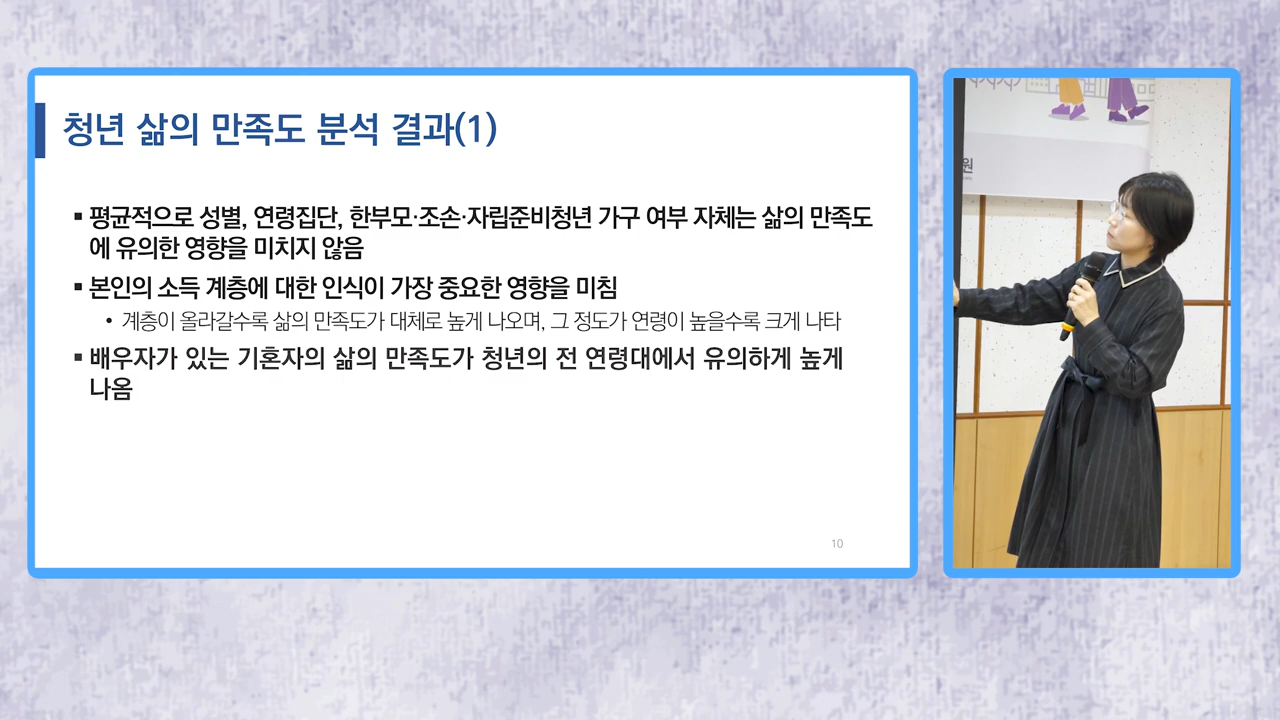 청년 삶의 만족도 분석 결과(1)
▪ 평균적으로 성별, 연령집단, 한부모·조손·자립준비청년 가구 여부 자체는 삶의 만족도
에 유의한 영향을 미치지 않음
▪ 본인의 소득 계층에 대한 인식이 가장 중요한 영향을 미침
• 계층이 올라갈수록 삶의 만족도가 대체로 높게 나오며, 그 정도가 연령이 높을수록 크게 나타
▪ 배우자가 있는 기혼자의 삶의 만족도가 청년의 전 연령대에서 유의하게 높게
나옴
10
원